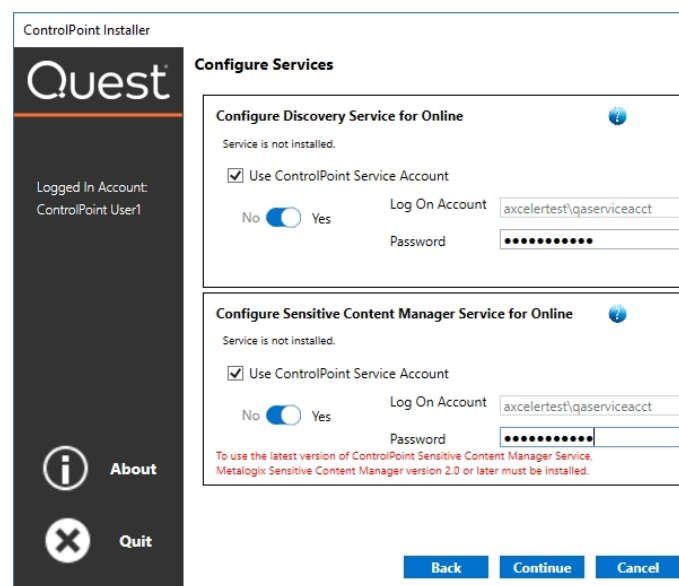 ControlPoint Installer
Quest
Configure Services
Configure Discovery Service for Online
?
Service is not installed.
Use ControlPoint Service Account
Logged In Account:
ControlPoint User1
No Yes
Log On Account axcelertest\qaserviceacct
Password ●●●●●●●●●●●
Configure Sensitive Content Manager Service for Online
?
Service is not installed.
Use ControlPoint Service Account
No Yes
Log On Account axcelertest\qaserviceacct
Password ●●●●●●●●●●●
To use the latest version of ControlPoint Sensitive Content Manager Service,
Metalogix Sensitive Content Manager version 2.0 or later must be installed.
About
Quit
Back Continue Cancel